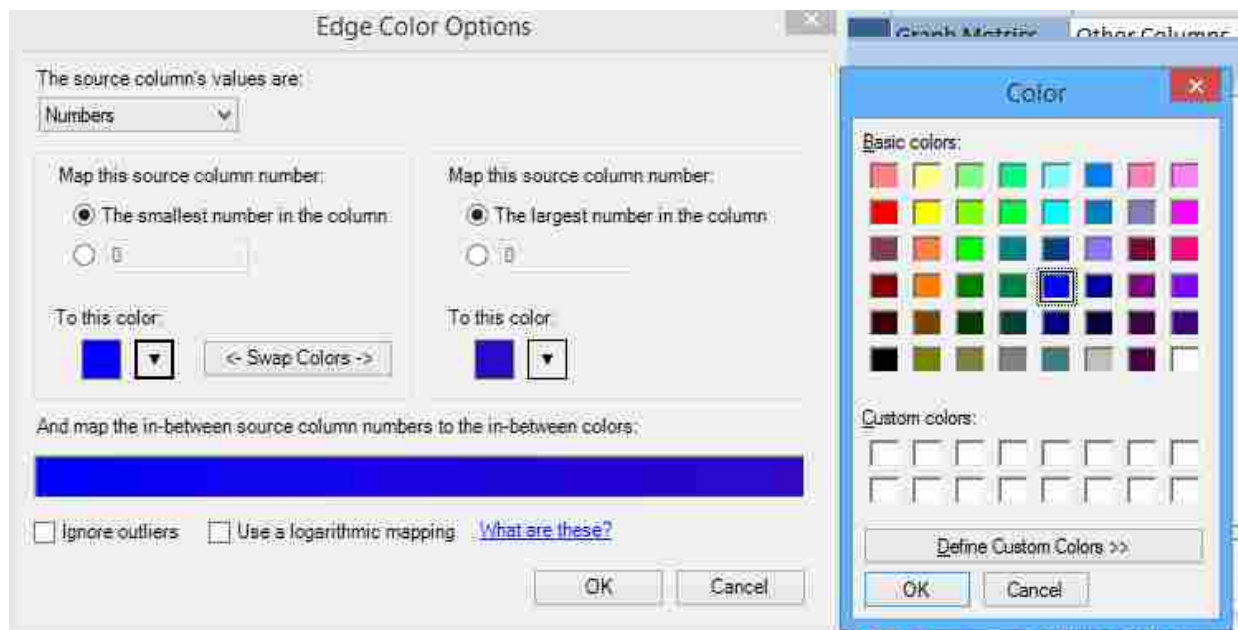 Edge Color Options
The source column's values are:
Numbers
Map this source column number:
The smallest number in the column
0
To this color:
<- Swap Colors ->
Map this source column number:
The largest number in the column
0
To this color:
And map the in-between source column numbers to the in-between colors:
Ignore outliers
Use a logarithmic mapping
What are these?
OK
Cancel
Graph Metrics
Other Columns
Color
Basic colors:
Custom colors:
Define Custom Colors >>
OK
Cancel